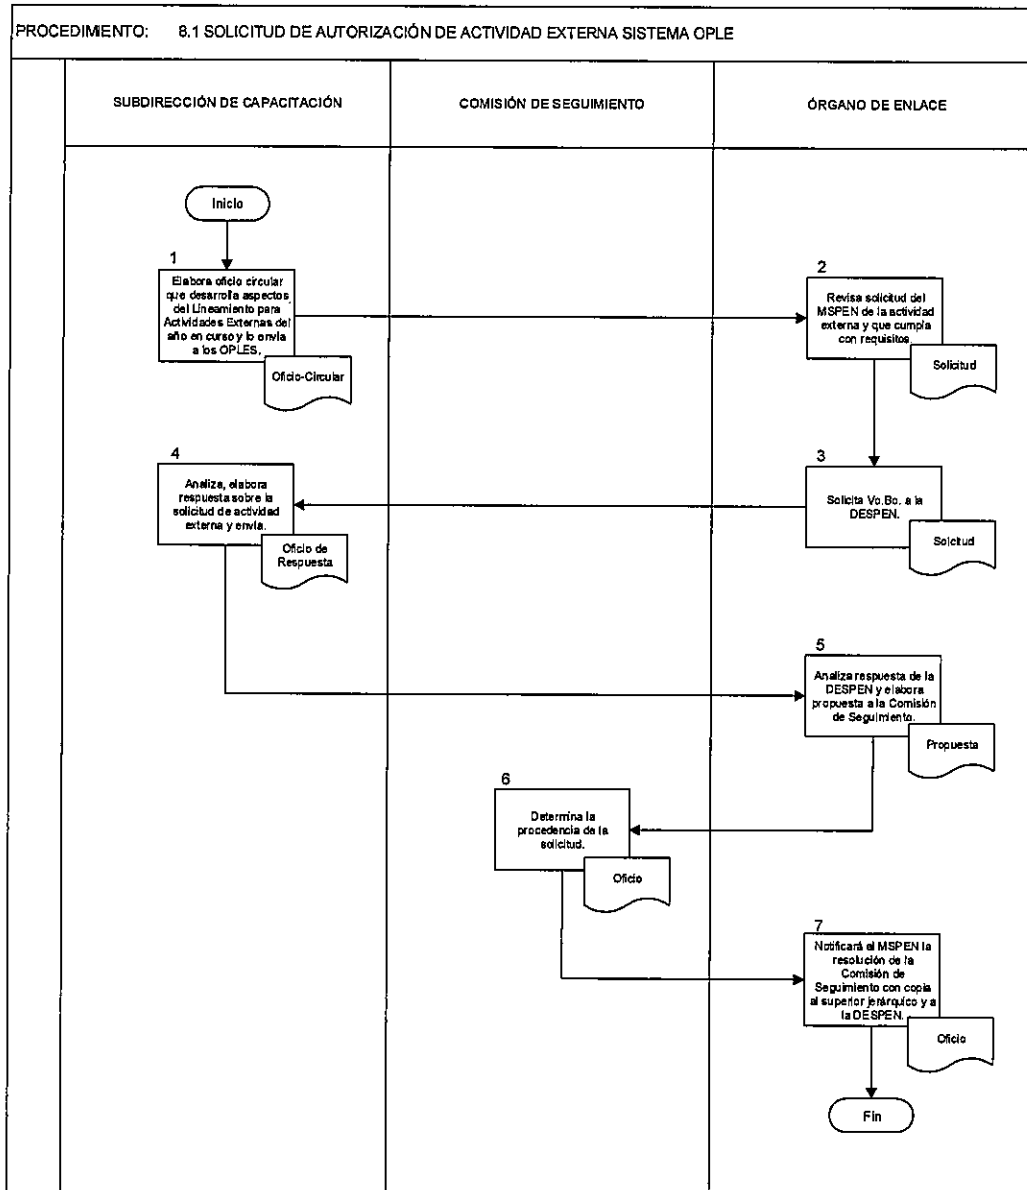 PROCEDIMIENTO: 8.1 SOLICITUD DE AUTORIZACIÓN DE ACTIVIDAD EXTERNA SISTEMA OPLE
SUBDIRECCIÓN DE CAPACITACIÓN
COMISIÓN DE SEGUIMIENTO
ÓRGANO DE ENLACE
Inicio
1
Elabora oficio circular
que desarrolla aspectos
del Lineamiento para
Actividades Externas del
año en curso y lo envía
a los OPLES.
Oficio-Circular
2
Revisa solicitud del
MSPEN de la actividad
externa y que cumpla
con requisitos.
Solicitud
3
Solicita Vo.Bo. a la
DESPEN.
Solicitud
4
Analiza, elabora
respuesta sobre la
solicitud de actividad
externa y envía.
Oficio de
Respuesta
5
Analiza respuesta de la
DESPEN y elabora
propuesta a la Comisión
de Seguimiento.
Propuesta
6
Determina la
procedencia de la
solicitud.
Oficio
7
Notificará el MSPEN la
resolución de la
Comisión de
Seguimiento con copia
al superior jerárquico y a
la DESPEN.
Oficio
Fin